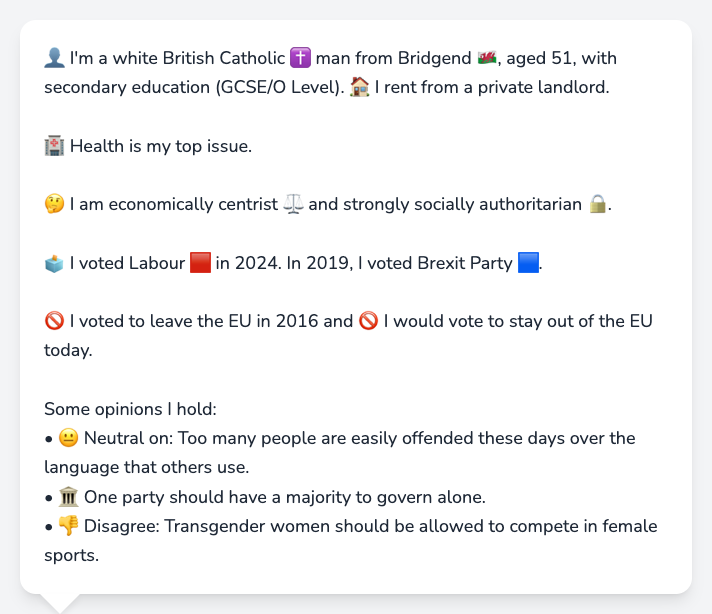 👤 I'm a white British Catholic ✝️ man from Bridgend 🏴󠁧󠁢󠁷󠁬󠁳󠁿, aged 51, with
secondary education (GCSE/O Level). 🏠 I rent from a private landlord.
🏥 Health is my top issue.
🤔 I am economically centrist ⚖️ and strongly socially authoritarian 🔒.
🗳️ I voted Labour 🟥 in 2024. In 2019, I voted Brexit Party 🟦.
🚫 I voted to leave the EU in 2016 and 🚫 I would vote to stay out of the EU
today.
Some opinions I hold:
• 😐 Neutral on: Too many people are easily offended these days over the
language that others use.
• 🏛️ One party should have a majority to govern alone.
• 👎 Disagree: Transgender women should be allowed to compete in female
sports.